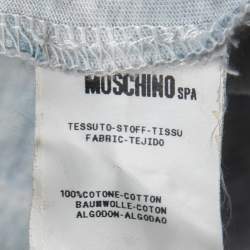 MOSCHINO SPA
TESSUTO-STOFF-TISSU
FABRIC-TEJIDO
100%COTONE-COTTON
BAUMWOLLE-COTON
ALGODON-ALGODAO